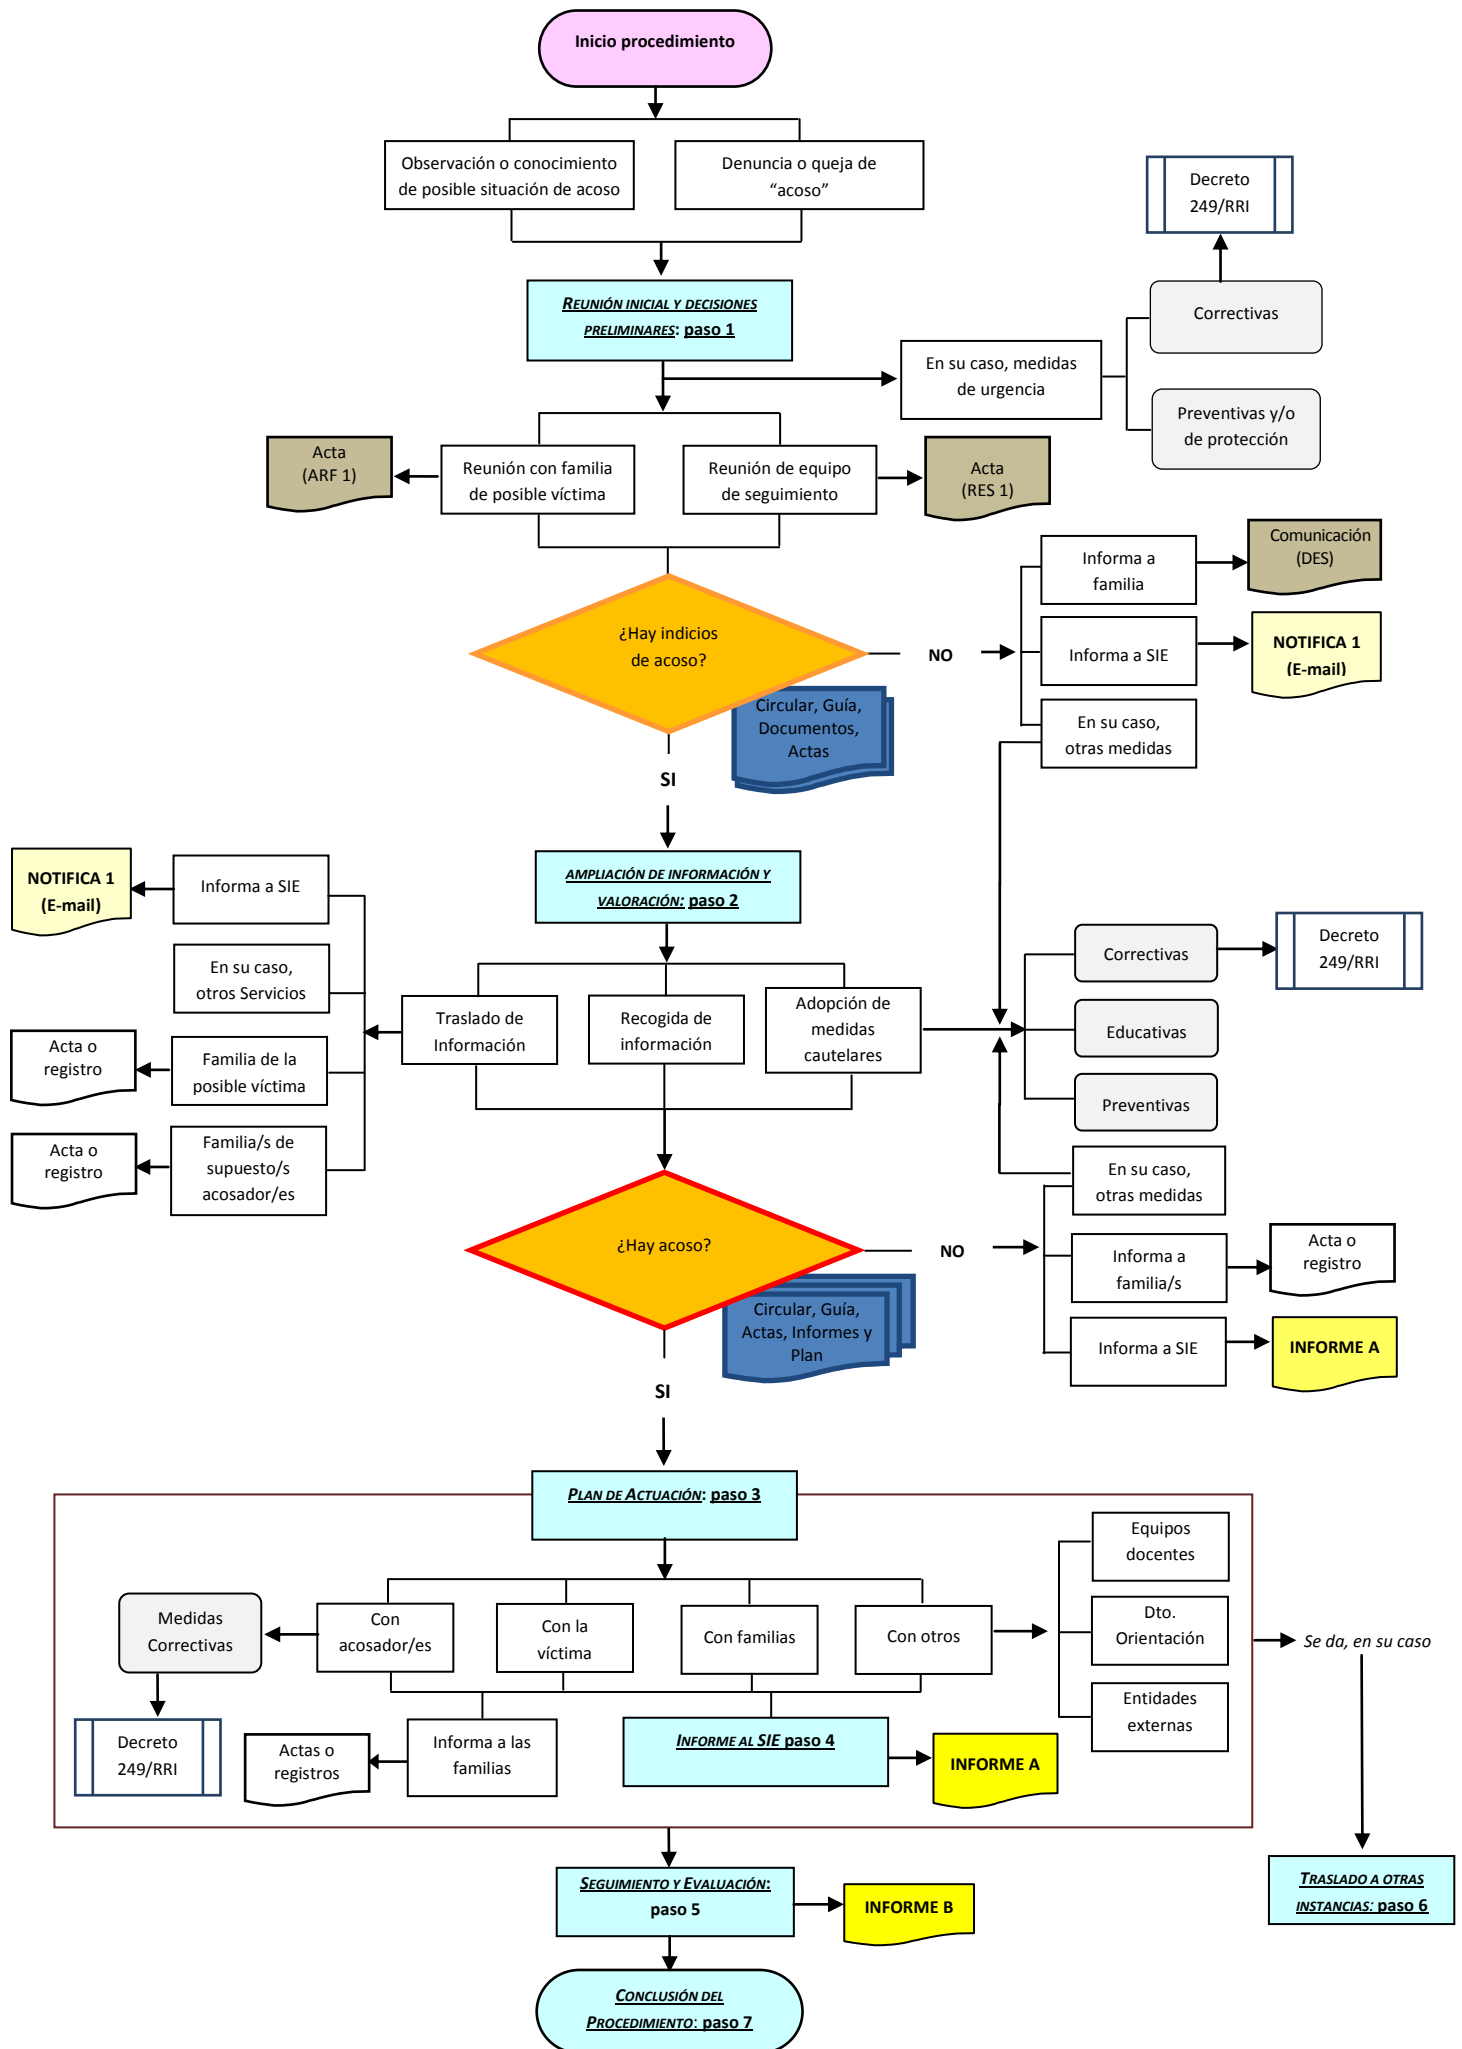 Inicio procedimiento
Observación o conocimiento
de posible situación de acoso
Denuncia o queja de
“acoso”
Decreto
249/RRI
REUNIÓN INICIAL Y DECISIONES
PRELIMINARES: paso 1
Correctivas
En su caso, medidas
de urgencia
Preventivas y/o
de protección
Acta
(ARF 1)
Reunión con familia
de posible víctima
Reunión de equipo
de seguimiento
Acta
(RES 1)
Informa a
familia
Comunicación
(DES)
¿Hay indicios
de acoso?
NO
Informa a SIE
NOTIFICA 1
(E-mail)
Circular, Guía,
Documentos,
Actas
En su caso,
otras medidas
SI
NOTIFICA 1
(E-mail)
Informa a SIE
AMPLIACIÓN DE INFORMACIÓN Y
VALORACIÓN: paso 2
En su caso,
otros Servicios
Correctivas
Decreto
249/RRI
Traslado de
Información
Recogida de
información
Adopción de
medidas
cautelares
Educativas
Acta o
registro
Familia de la
posible víctima
Preventivas
Acta o
registro
Familia/s de
supuesto/s
acosador/es
En su caso,
otras medidas
¿Hay acoso?
NO
Informa a
familia/s
Acta o
registro
Circular, Guía,
Actas, Informes y
Plan
Informa a SIE
INFORME A
SI
PLAN DE ACTUACIÓN: paso 3
Equipos
docentes
Medidas
Correctivas
Con
acosador/es
Con la
víctima
Con familias
Con otros
Dto.
Orientación
Se da, en su caso
Entidades
externas
Decreto
249/RRI
Actas o
registros
Informa a las
familias
INFORME AL SIE paso 4
INFORME A
SEGUIMIENTO Y EVALUACIÓN:
paso 5
INFORME B
TRASLADO A OTRAS
INSTANCIAS: paso 6
CONCLUSIÓN DEL
PROCEDIMIENTO: paso 7